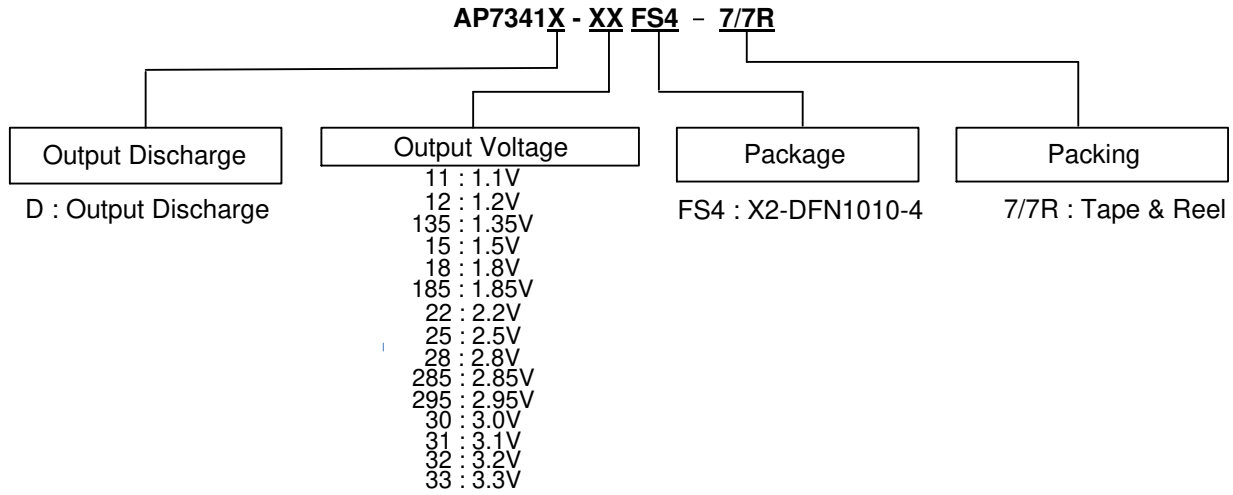 AP7341X - XX FS4 – 7/7R
Output Discharge
D : Output Discharge
Output Voltage
11 : 1.1V
12 : 1.2V
135 : 1.35V
15 : 1.5V
18 : 1.8V
185 : 1.85V
22 : 2.2V
25 : 2.5V
28 : 2.8V
285 : 2.85V
295 : 2.95V
30 : 3.0V
31 : 3.1V
32 : 3.2V
33 : 3.3V
Package
FS4 : X2-DFN1010-4
Packing
7/7R : Tape & Reel